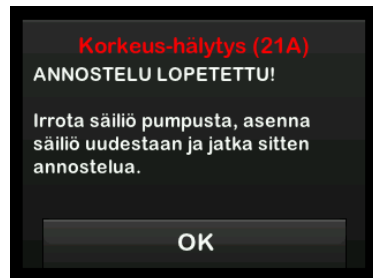 Korkeus-hälytys (21A)
ANNOSTELU LOPETETTU!
Irrota säiliö pumpusta, asenna
säiliö uudestaan ja jatka sitten
annostelua.
OK